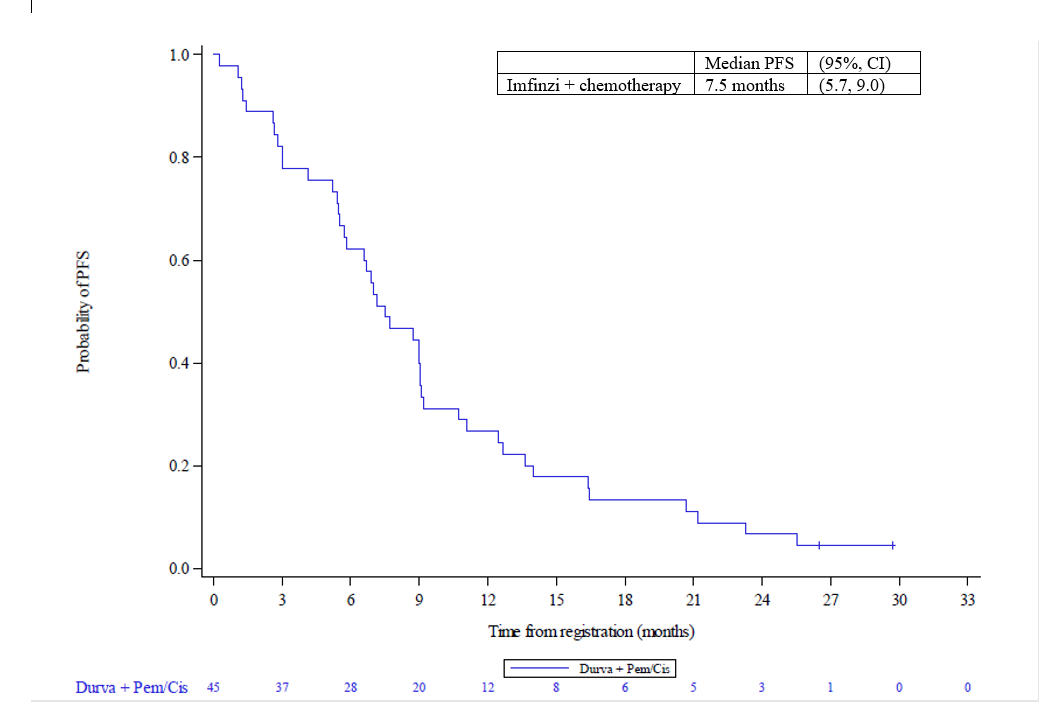 Median PFS (95%, CI)
Imfinzi + chemotherapy 7.5 months (5.7, 9.0)
1.0
0.8
0.6
0.4
0.2
0.0
Probability of PFS
0 3 6 9 12 15 18 21 24 27 30 33
Time from registration (months)
Durva + Pem/Cis
Durva + Pem/Cis 45 37 28 20 12 8 6 5 3 1 0 0